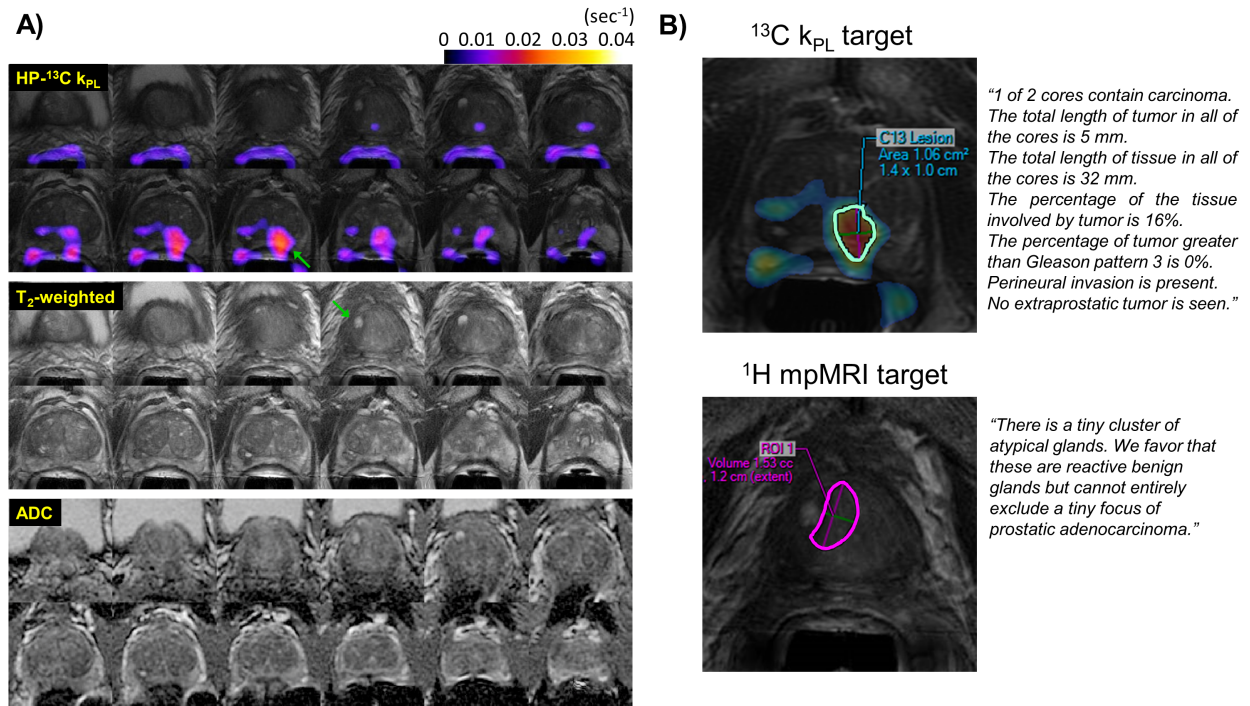 A)
(sec-1)
0 0.01 0.02 0.03 0.04
HP-13C kPL
T2-weighted
ADC
B)
13C kPL target
C13 Lesion
Area 1.06 cm²
1.4 x 1.0 cm
“1 of 2 cores contain carcinoma.
The total length of tumor in all of
the cores is 5 mm.
The total length of tissue in all of
the cores is 32 mm.
The percentage of the tissue
involved by tumor is 16%.
The percentage of tumor greater
than Gleason pattern 3 is 0%.
Perineural invasion is present.
No extraprostatic tumor is seen.”
1H mpMRI target
ROI 1
Volume 1.53 cc
. 1.2 cm (extent)
“There is a tiny cluster of
atypical glands. We favor that
these are reactive benign
glands but cannot entirely
exclude a tiny focus of
prostatic adenocarcinoma.”